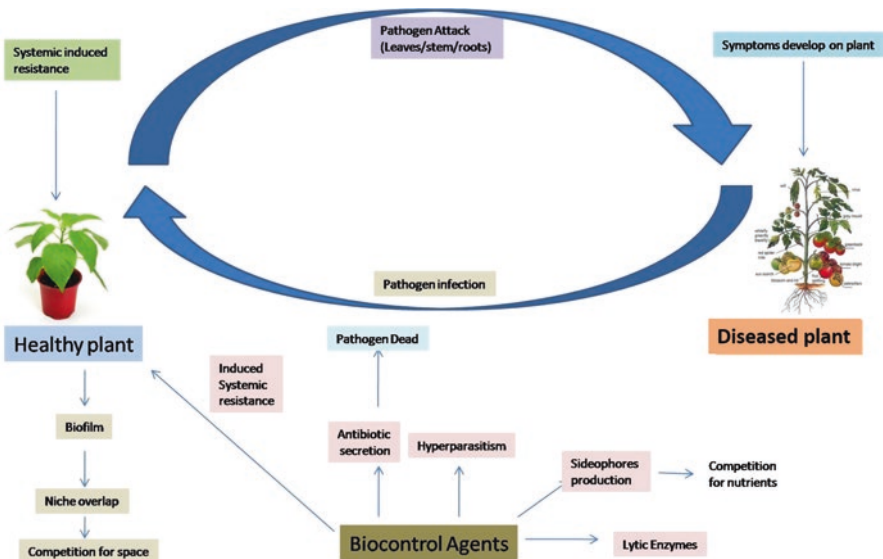 Pathogen Attack
(Leaves/stem/roots)
Systemic induced
resistance
Symptoms develop on plant
Pathogen infection
Healthy plant
Diseased plant
Pathogen Dead
Induced
Systemic
resistance
Biofilm
Antibiotic
secretion
Hyperparasitism
Sideophores
production
Competition
for nutrients
Niche overlap
Biocontrol Agents
Lytic Enzymes
Competition for space